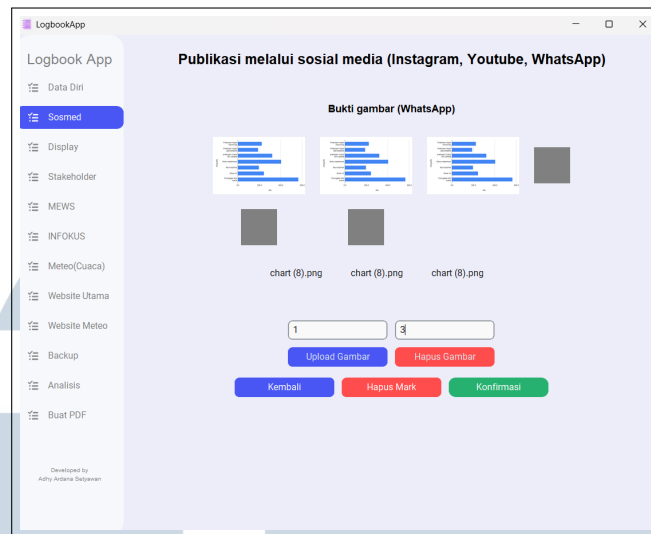 LogbookApp
Logbook App
Data Diri
Sosmed
Display
Stakeholder
MEWS
INFOKUS
Meteo(Cuaca)
Website Utama
Website Meteo
Backup
Analisis
Buat PDF
Developed by
Adhy Ardana Setyawan
Publikasi melalui sosial media (Instagram, Youtube, WhatsApp)
Bukti gambar (WhatsApp)
chart (8).png chart (8).png chart (8).png
1 3
Upload Gambar Hapus Gambar
Kembali Hapus Mark Konfirmasi